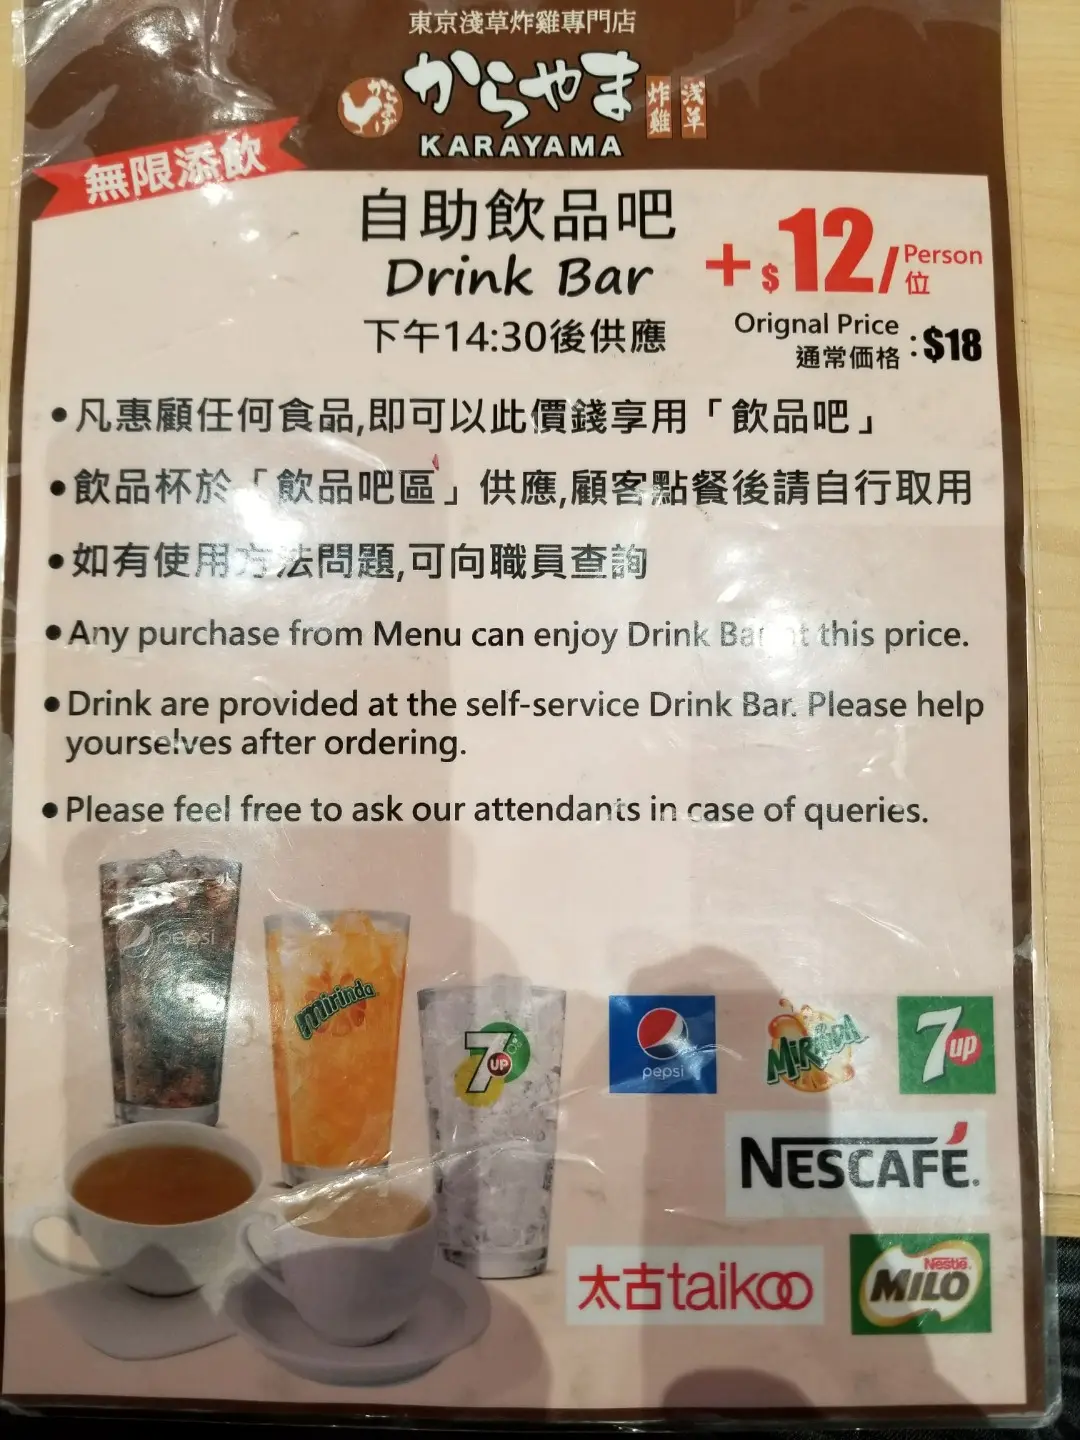 東京淺草炸雞專門店
からあげ
からやま
炸雞
淺草
KARAYAMA
無限添飲
自助飲品吧
Drink Bar
下午14:30後供應
+$12/Person
位
Orignal Price
通常価格:$18
•凡惠顧任何食品,即可以此價錢享用「飲品吧」
•飲品杯於「飲品吧區」供應,顧客點餐後請自行取用
•如有使用方法問題,可向職員查詢
•Any purchase from Menu can enjoy Drink Bar at this price.
•Drink are provided at the self-service Drink Bar. Please help
yourselves after ordering.
•Please feel free to ask our attendants in case of queries.
pepsi
mirinda
7UP
pepsi
MiRiNDA
7up
NESCAFÉ.
太古taikoo
Nestlé.
MILO